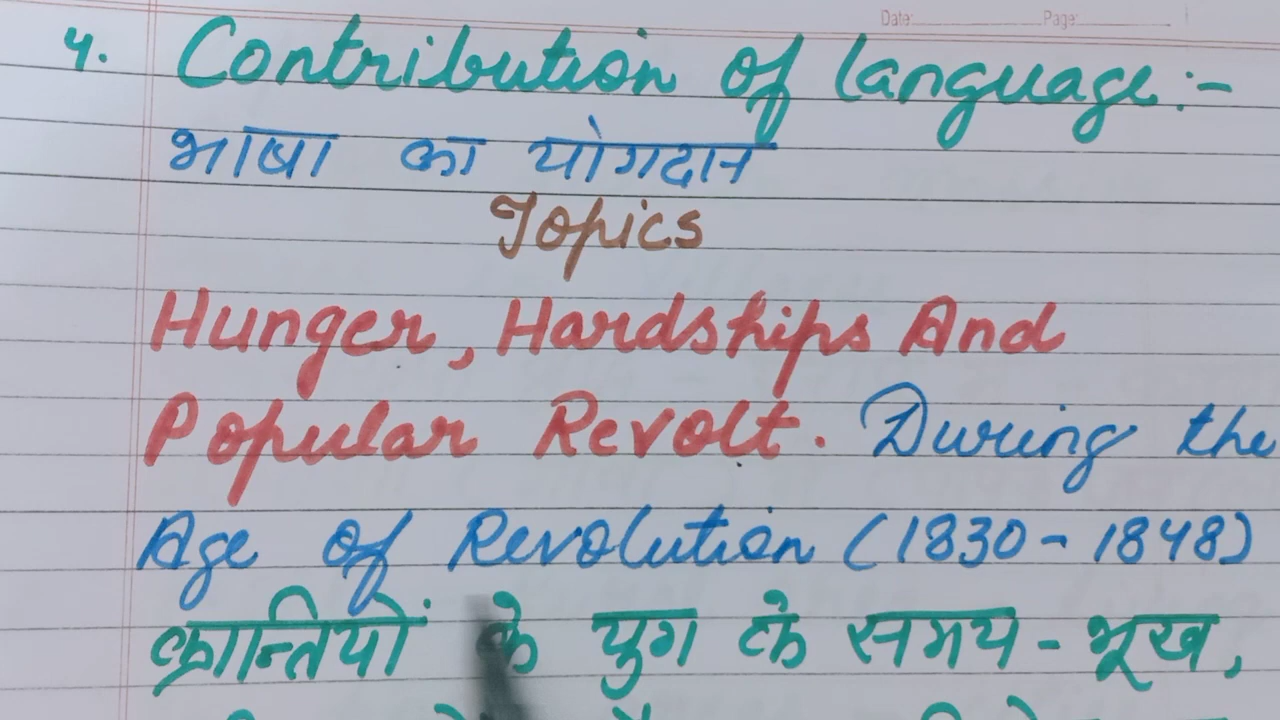 Date: Page:
4. Contribution of language:-
भाषा का योगदान
Topics
Hunger, Hardships And
Popular Revolt. During the
Age of Revolution (1830-1848)
क्रान्तियों के युग के समय - भूख,